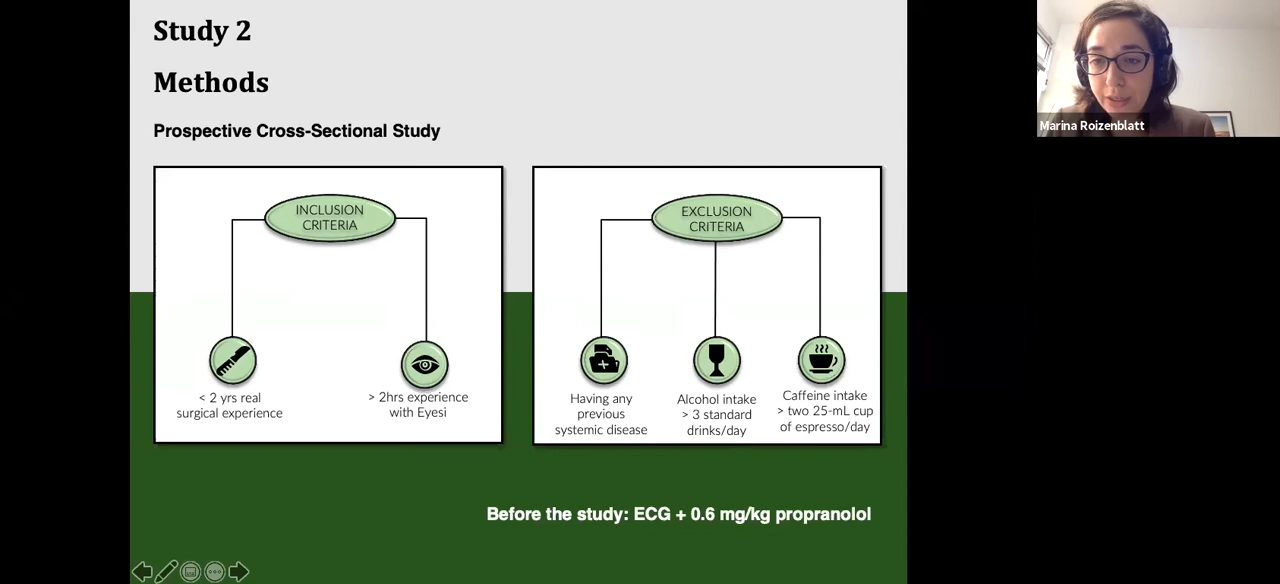 Study 2
Methods
Prospective Cross-Sectional Study
INCLUSION
CRITERIA
< 2 yrs real
surgical experience
> 2hrs experience
with Eyesi
EXCLUSION
CRITERIA
Having any
previous
systemic disease
Alcohol intake
> 3 standard
drinks/day
Caffeine intake
> two 25-mL cup
of espresso/day
Before the study: ECG + 0.6 mg/kg propranolol
Marina Roizenblatt